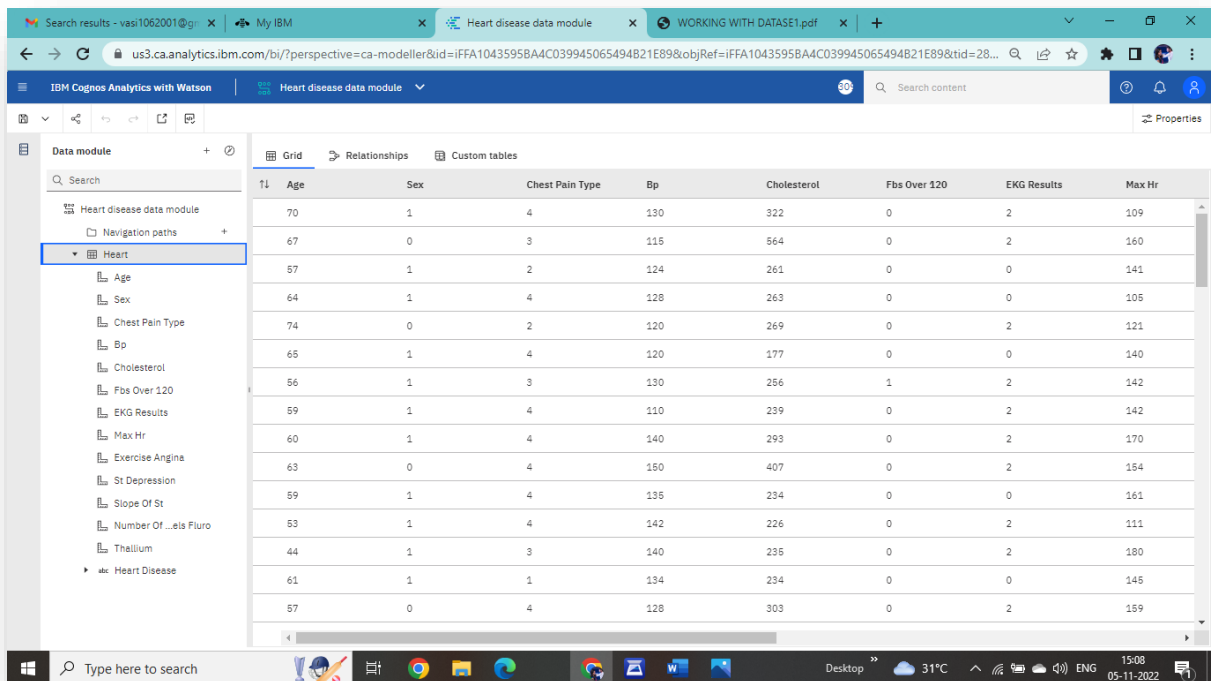 Search results - vasi1062001@gm My IBM Heart disease data module WORKING WITH DATASE1.pdf
us3.ca.analytics.ibm.com/bi/?perspective=ca-modeller&id=iFFA1043595BA4C039945065494B21E89&objRef=iFFA1043595BA4C039945065494B21E89&tid=28...
IBM Cognos Analytics with Watson Heart disease data module Search content
Properties
Data module
Search
Heart disease data module
Navigation paths
Heart
Age
Sex
Chest Pain Type
Bp
Cholesterol
Fbs Over 120
EKG Results
Max Hr
Exercise Angina
St Depression
Slope Of St
Number Of ...els Fluro
Thallium
abc Heart Disease
Grid Relationships Custom tables
Age Sex Chest Pain Type Bp Cholesterol Fbs Over 120 EKG Results Max Hr
70 1 4 130 322 0 2 109
67 0 3 115 564 0 2 160
57 1 2 124 261 0 0 141
64 1 4 128 263 0 0 105
74 0 2 120 269 0 2 121
65 1 4 120 177 0 0 140
56 1 3 130 256 1 2 142
59 1 4 110 239 0 2 142
60 1 4 140 293 0 2 170
63 0 4 150 407 0 2 154
59 1 4 135 234 0 0 161
53 1 4 142 226 0 2 111
44 1 3 140 235 0 2 180
61 1 1 134 234 0 0 145
57 0 4 128 303 0 2 159
Type here to search Desktop 31°C ENG 15:08
05-11-2022